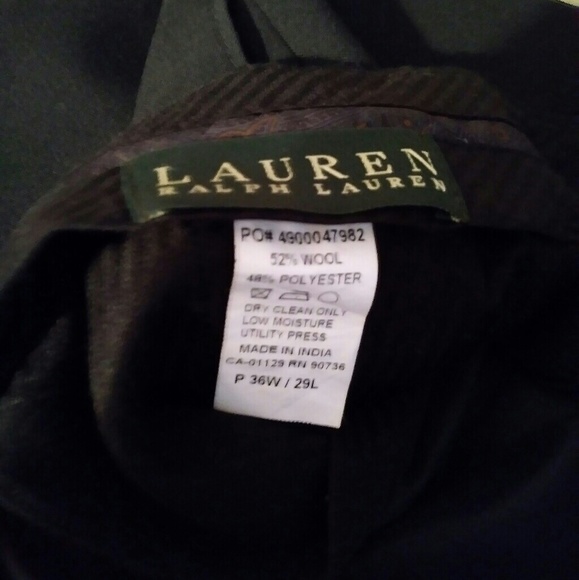 LAUREN
RALPH LAUREN
PO# 4900047982
52% WOOL
48% POLYESTER
DRY CLEAN ONLY
LOW MOISTURE
UTILITY PRESS
MADE IN INDIA
CA-01129 RN 90736
P 36W / 29L